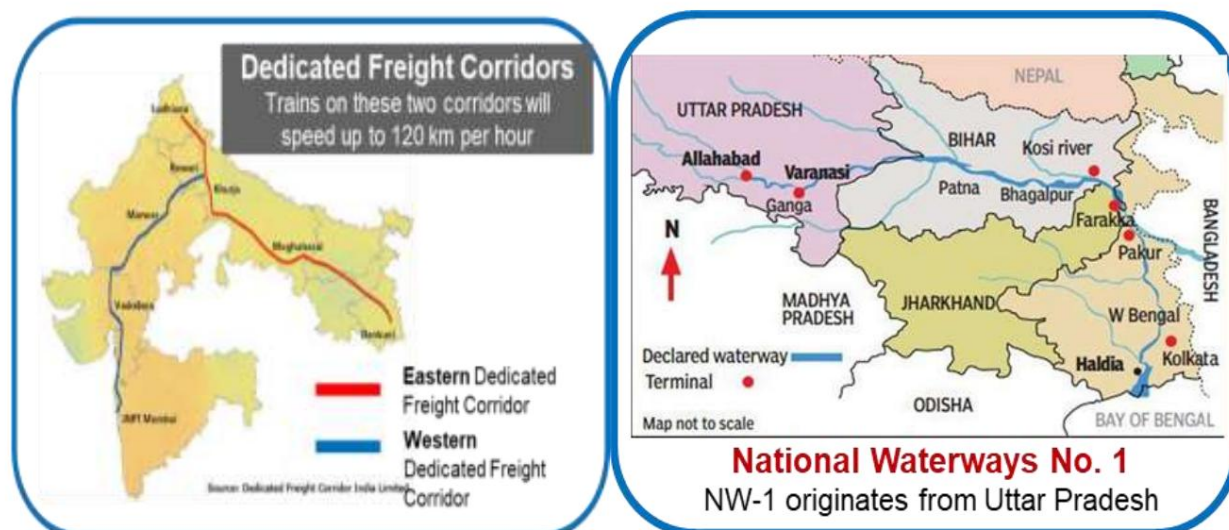 Dedicated Freight Corridors
Trains on these two corridors will
speed up to 120 km per hour
Ludhiana
Rewari
Khurja
Marwar
Mughalsarai
Vadodara
Dankuni
JNPT Mumbai
Eastern Dedicated
Freight Corridor
Western
Dedicated Freight
Corridor
Source: Dedicated Freight Corridor India Limited
NEPAL
UTTAR PRADESH
BIHAR
Kosi river
Allahabad
Varanasi
Patna
Bhagalpur
Ganga
Farakka
BANGLADESH
N
Pakur
MADHYA
PRADESH
JHARKHAND
W Bengal
Declared waterway
Kolkata
Terminal
Haldia
ODISHA
Map not to scale
BAY OF BENGAL
National Waterways No. 1
NW-1 originates from Uttar Pradesh